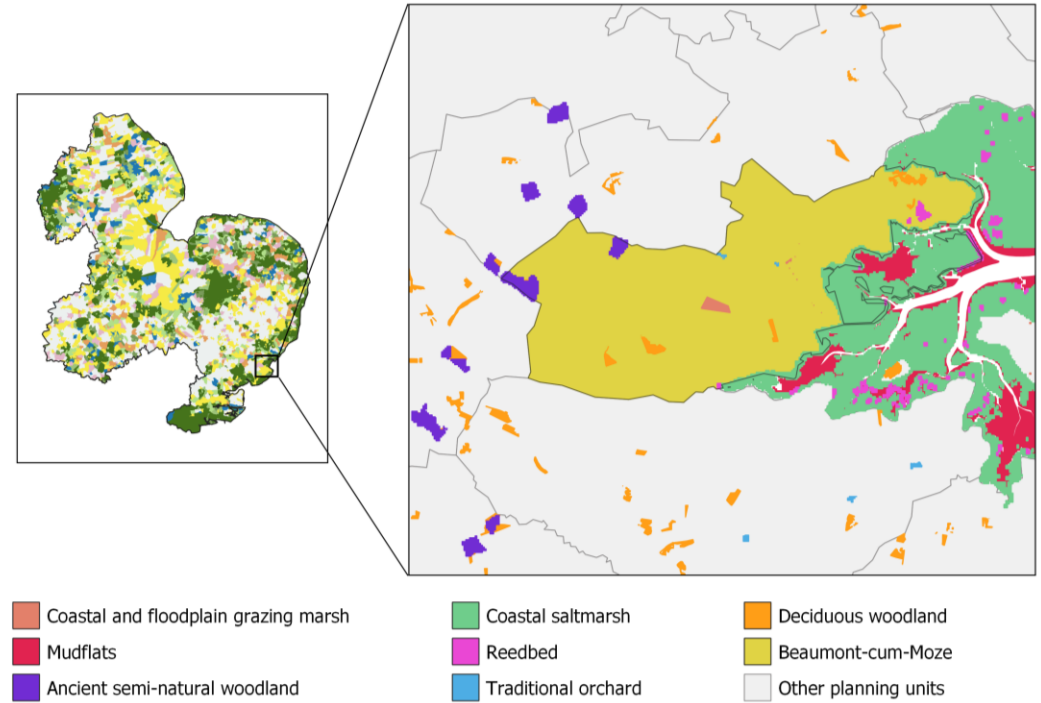 Coastal and floodplain grazing marsh
Coastal saltmarsh
Deciduous woodland
Mudflats
Reedbed
Beaumont-cum-Moze
Ancient semi-natural woodland
Traditional orchard
Other planning units